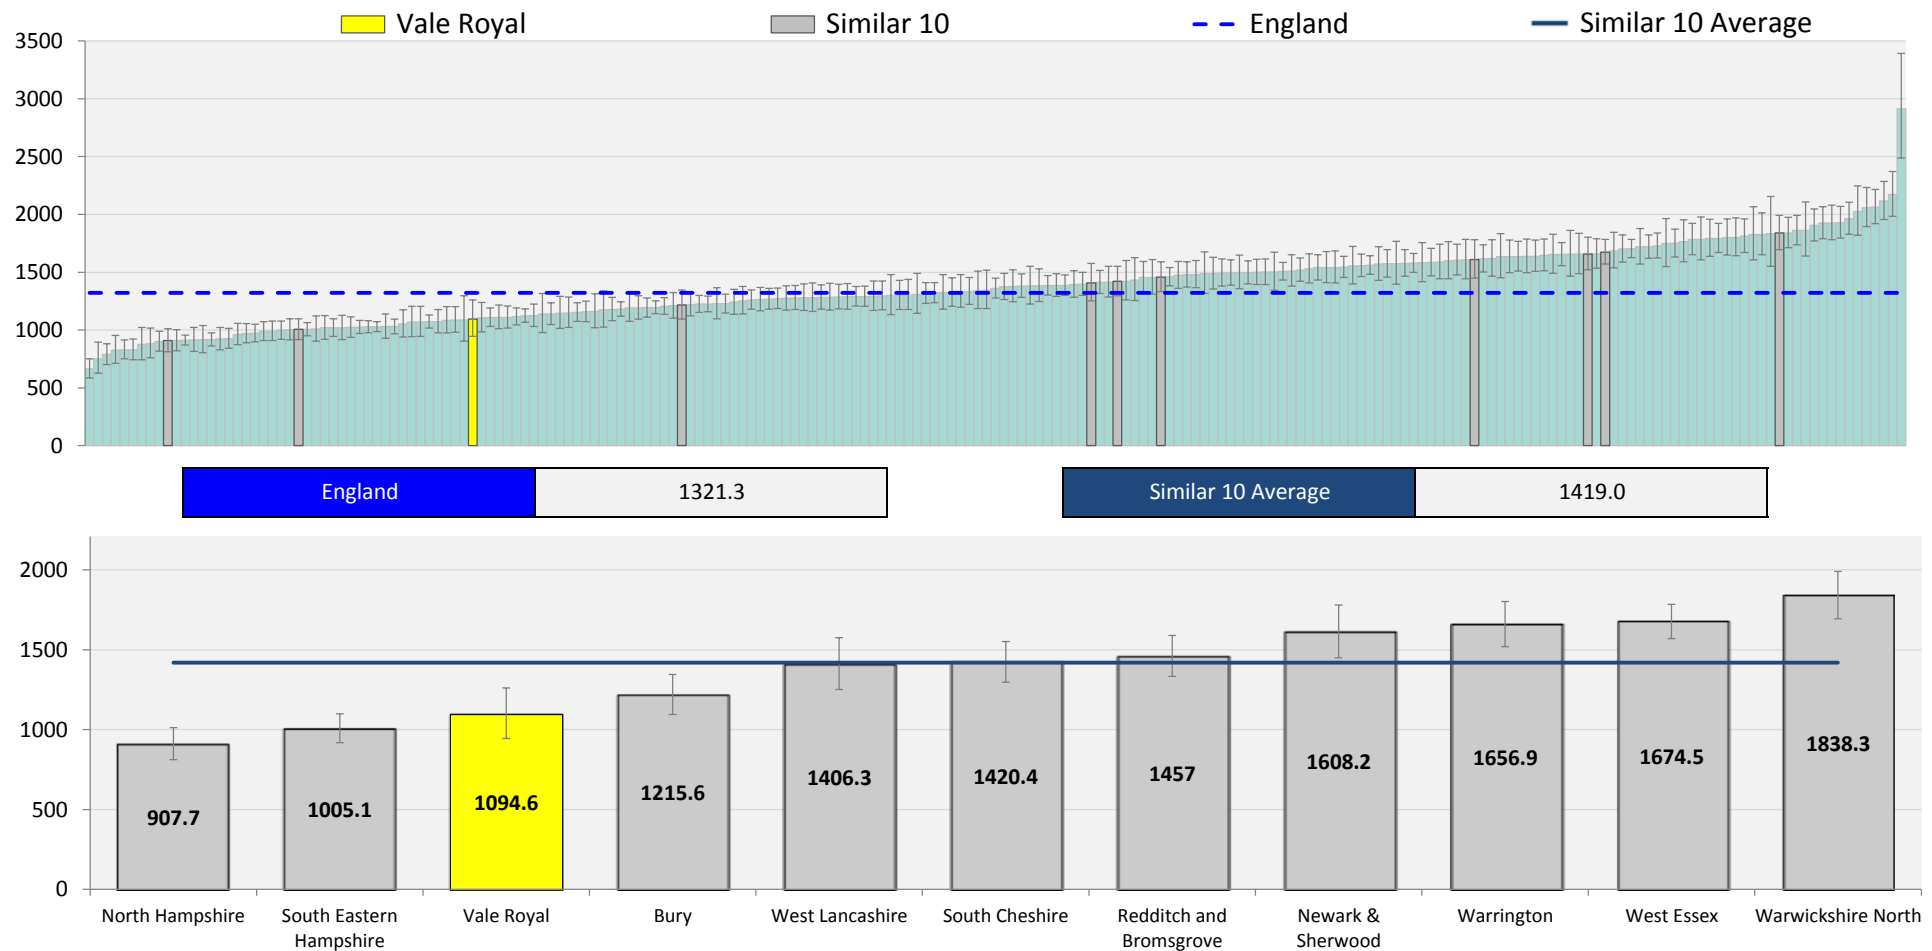 Vale Royal Similar 10 England Similar 10 Average
3500
3000
2500
2000
1500
1000
500
0
England 1321.3 Similar 10 Average 1419.0
2000
1500
1000
500
0
907.7 1005.1 1094.6 1215.6 1406.3 1420.4 1457 1608.2 1656.9 1674.5 1838.3
North Hampshire South Eastern Vale Royal Bury West Lancashire South Cheshire Redditch and Newark & Warrington West Essex Warwickshire North
Hampshire Bromsgrove Sherwood